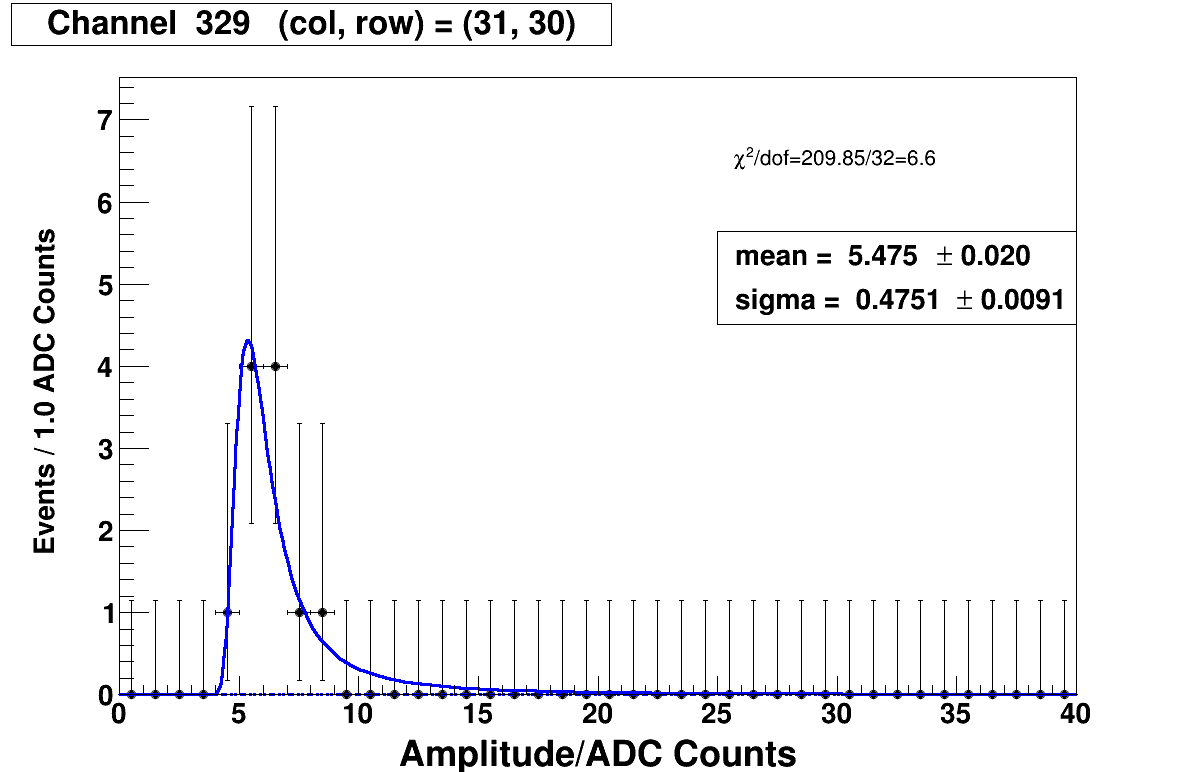 Channel 329 (col, row) = (31, 30)
χ²/dof=209.85/32=6.6
mean = 5.475 ± 0.020
sigma = 0.4751 ± 0.0091
Events / 1.0 ADC Counts
7
6
5
4
3
2
1
0
0 5 10 15 20 25 30 35 40
Amplitude/ADC Counts